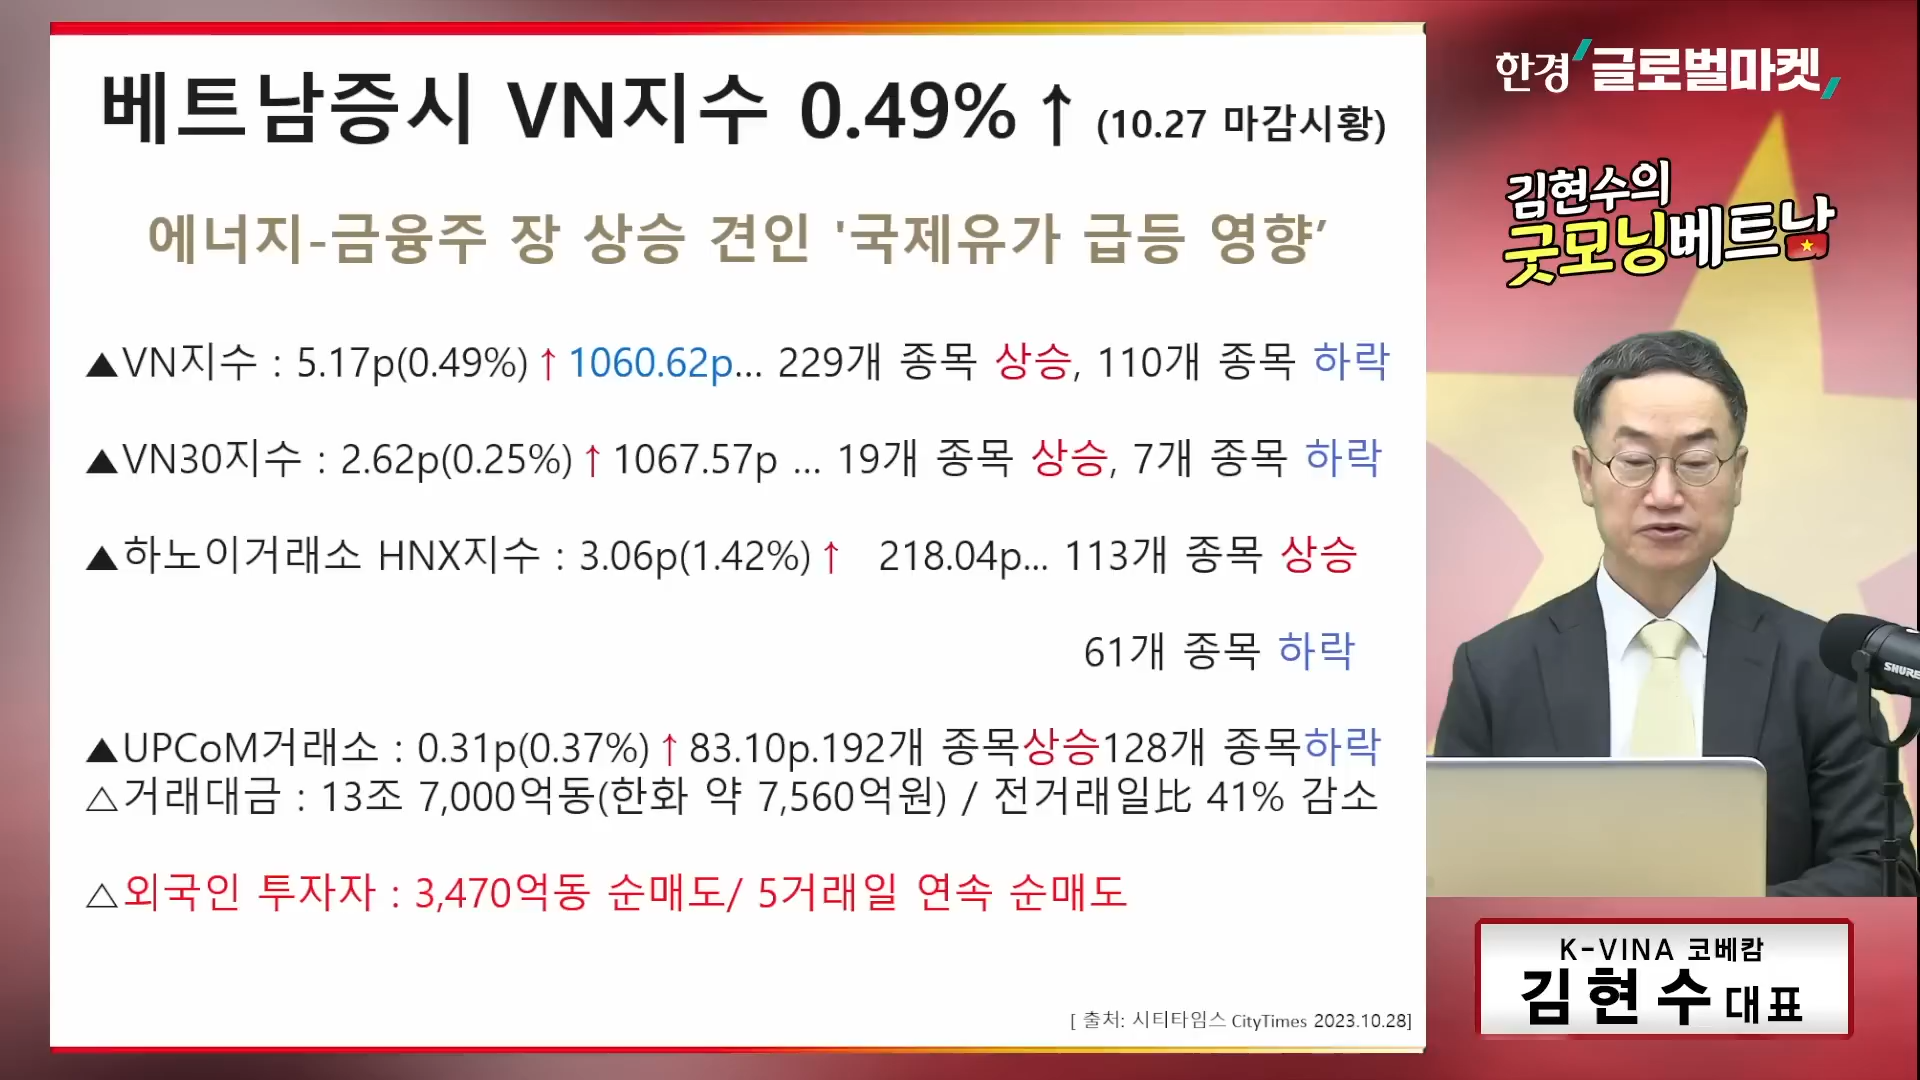 베트남증시 VN지수 0.49%↑(10.27 마감시황)
에너지-금융주 장 상승 견인 '국제유가 급등 영향’
▲VN지수 : 5.17p(0.49%)↑1060.62p... 229개 종목 상승, 110개 종목 하락
▲VN30지수 : 2.62p(0.25%)↑1067.57p ... 19개 종목 상승, 7개 종목 하락
▲하노이거래소 HNX지수 : 3.06p(1.42%)↑ 218.04p... 113개 종목 상승
61개 종목 하락
▲UPCoM거래소 : 0.31p(0.37%)↑83.10p.192개 종목상승128개 종목하락
△거래대금 : 13조 7,000억동(한화 약 7,560억원) / 전거래일比 41% 감소
△외국인 투자자 : 3,470억동 순매도/ 5거래일 연속 순매도
[ 출처: 시티타임스 CityTimes 2023.10.28]
한경 글로벌마켓
김현수의
굿모닝베트남
SHURE
K-VINA 코베캄
김현수 대표